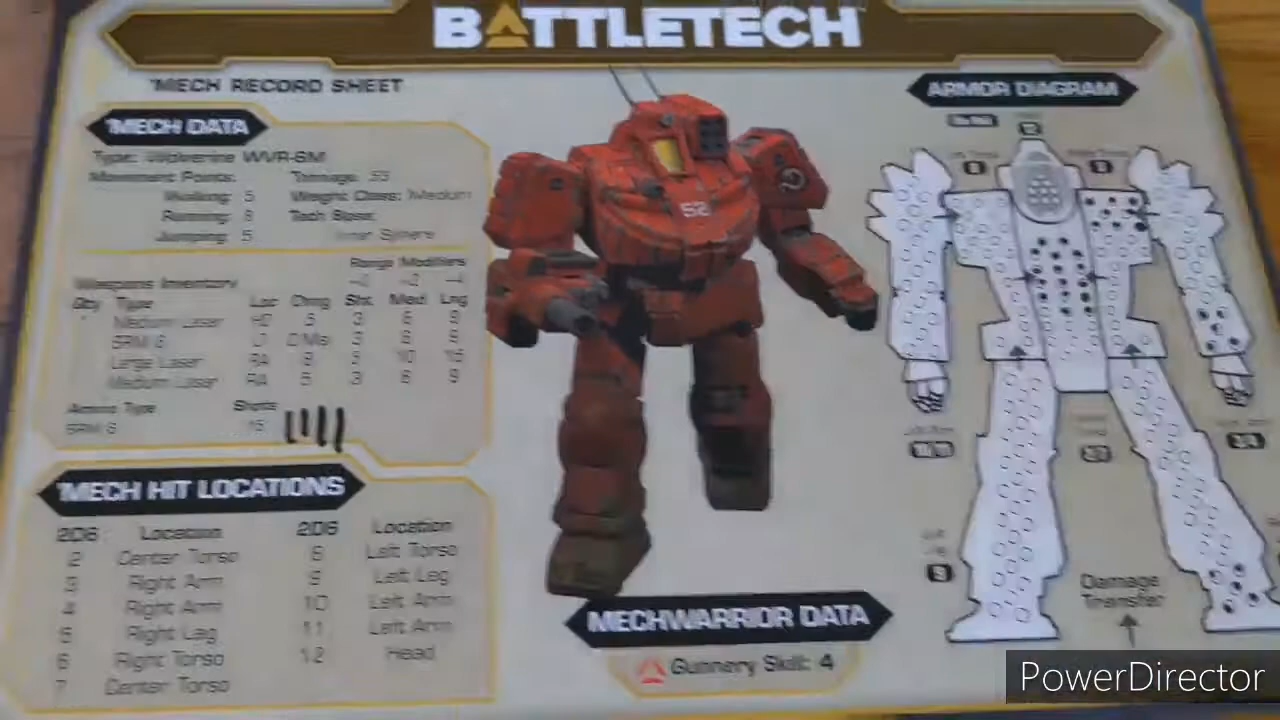 BATTLETECH
'MECH RECORD SHEET
'MECH DATA
Type: Wolverine WVR-6M
Movement Points: Tonnage: 55
Walking: 5 Weight Class: Medium
Running: 8 Tech Base:
Jumping: 5 Inner Sphere
Weapons Inventory Range Modifiers
Qty Type Loc Dmg Sht Med Lng
Medium Laser HD 5 3 6 9
SRM 6 LT 3 6 9
Large Laser RA 8 5 10 15
Medium Laser RA 5 3 6 9
Ammo Type Shots
SRM 6 15
'MECH HIT LOCATIONS
2D6 Location 2D6 Location
2 Center Torso 8 Left Torso
3 Right Arm 9 Left Leg
4 Right Arm 10 Left Arm
5 Right Leg 11 Left Arm
6 Right Torso 12 Head
7 Center Torso
52
MECHWARRIOR DATA
Gunnery Skill: 4
ARMOR DIAGRAM
12
Damage
Transfer
PowerDirector